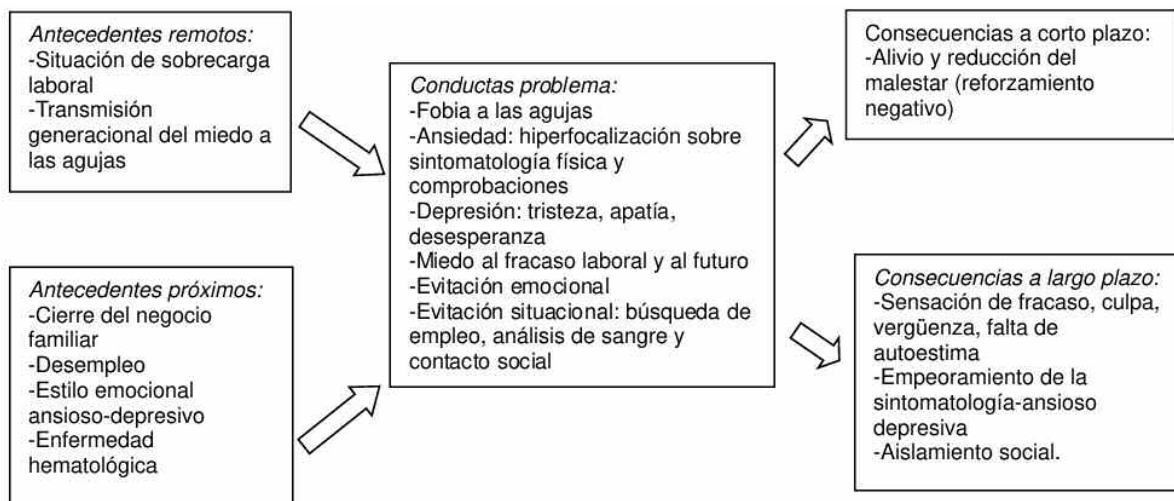 Antecedentes remotos:
-Situación de sobrecarga
laboral
-Transmisión
generacional del miedo a
las agujas
Antecedentes próximos:
-Cierre del negocio
familiar
-Desempleo
-Estilo emocional
ansioso-depresivo
-Enfermedad
hematológica
Conductas problema:
-Fobia a las agujas
-Ansiedad: hiperfocalización sobre
sintomatología física y
comprobaciones
-Depresión: tristeza, apatía,
desesperanza
-Miedo al fracaso laboral y al futuro
-Evitación emocional
-Evitación situacional: búsqueda de
empleo, análisis de sangre y
contacto social
Consecuencias a corto plazo:
-Alivio y reducción del
malestar (reforzamiento
negativo)
Consecuencias a largo plazo:
-Sensación de fracaso, culpa,
vergüenza, falta de
autoestima
-Empeoramiento de la
sintomatología-ansioso
depresiva
-Aislamiento social.